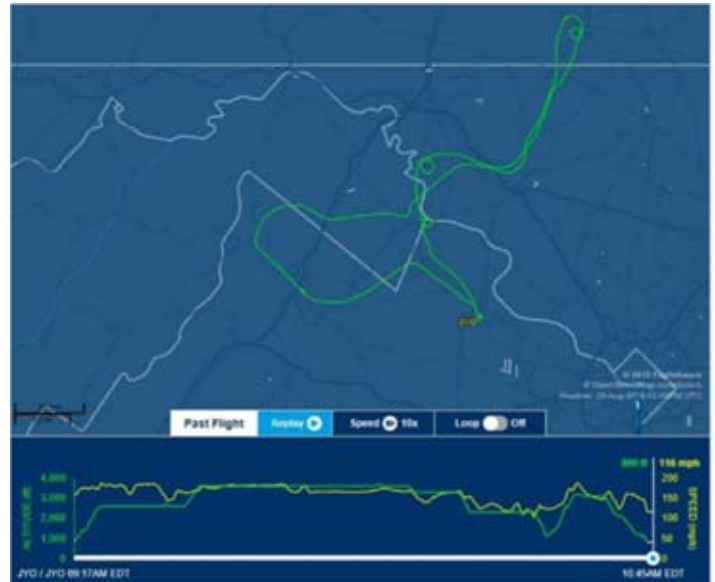 JYO
Past Flight
Replay
Speed 10x
Loop Off
116 mph
ALTITUDE (ft)
4,000
3,000
2,000
1,000
0
200
150
100
50
0
SPEED (mph)
JYO / JYO 09:17AM EDT
10:45AM EDT